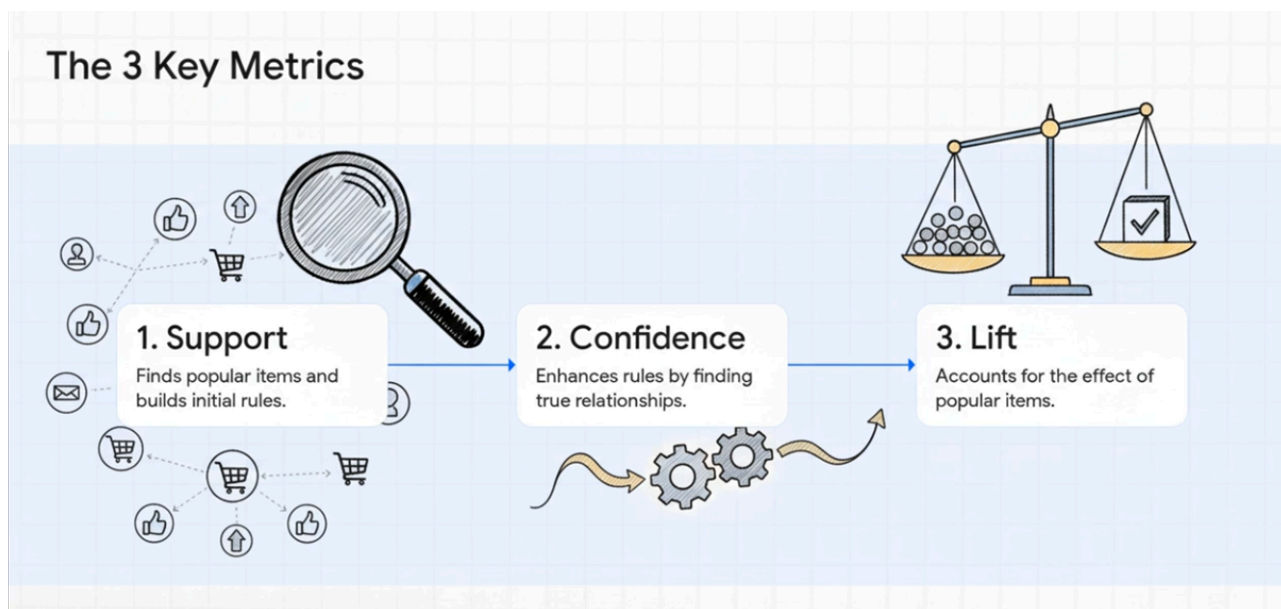 The 3 Key Metrics
1. Support
Finds popular items and
builds initial rules.
2. Confidence
Enhances rules by finding
true relationships.
3. Lift
Accounts for the effect of
popular items.